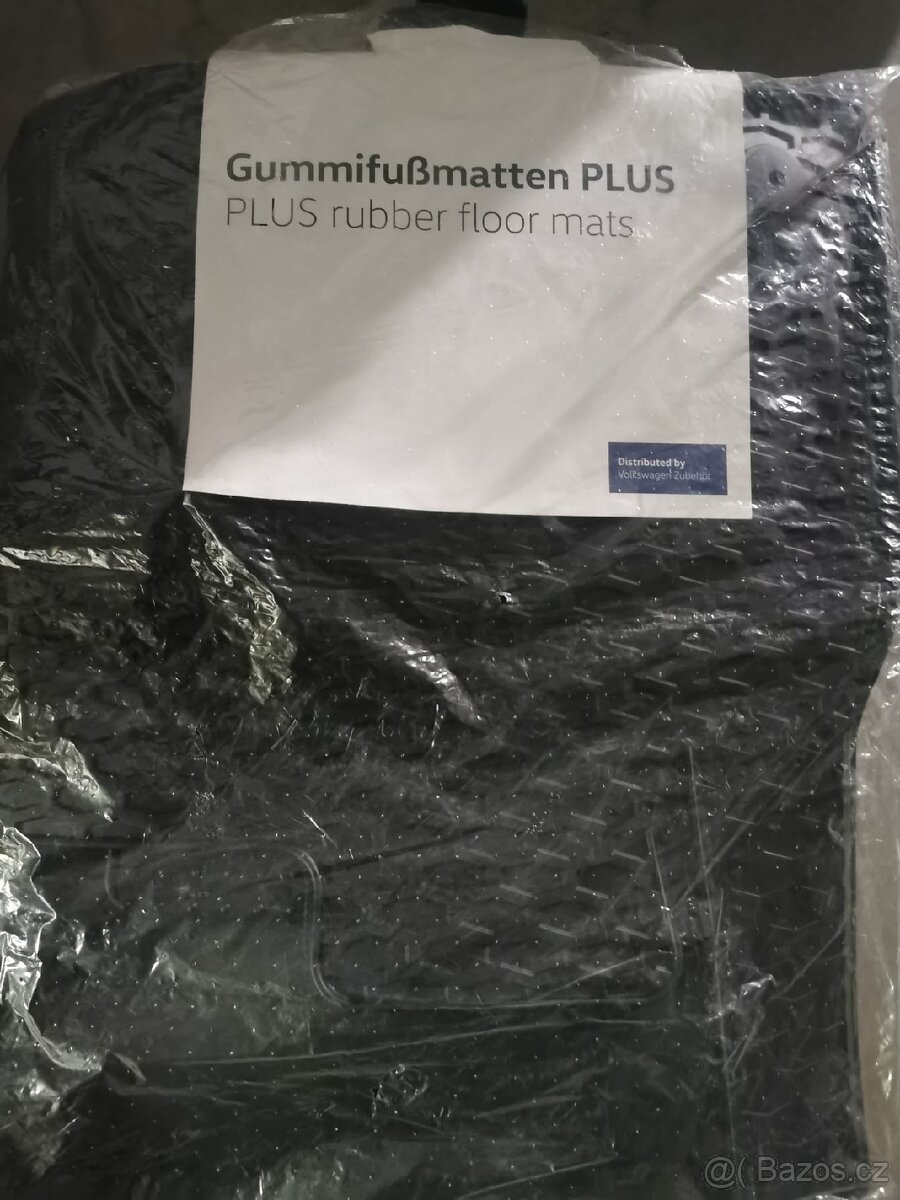 Gummifußmatten PLUS
PLUS rubber floor mats
Distributed by
Volkswagen Zubehör
@( Bazos.cz